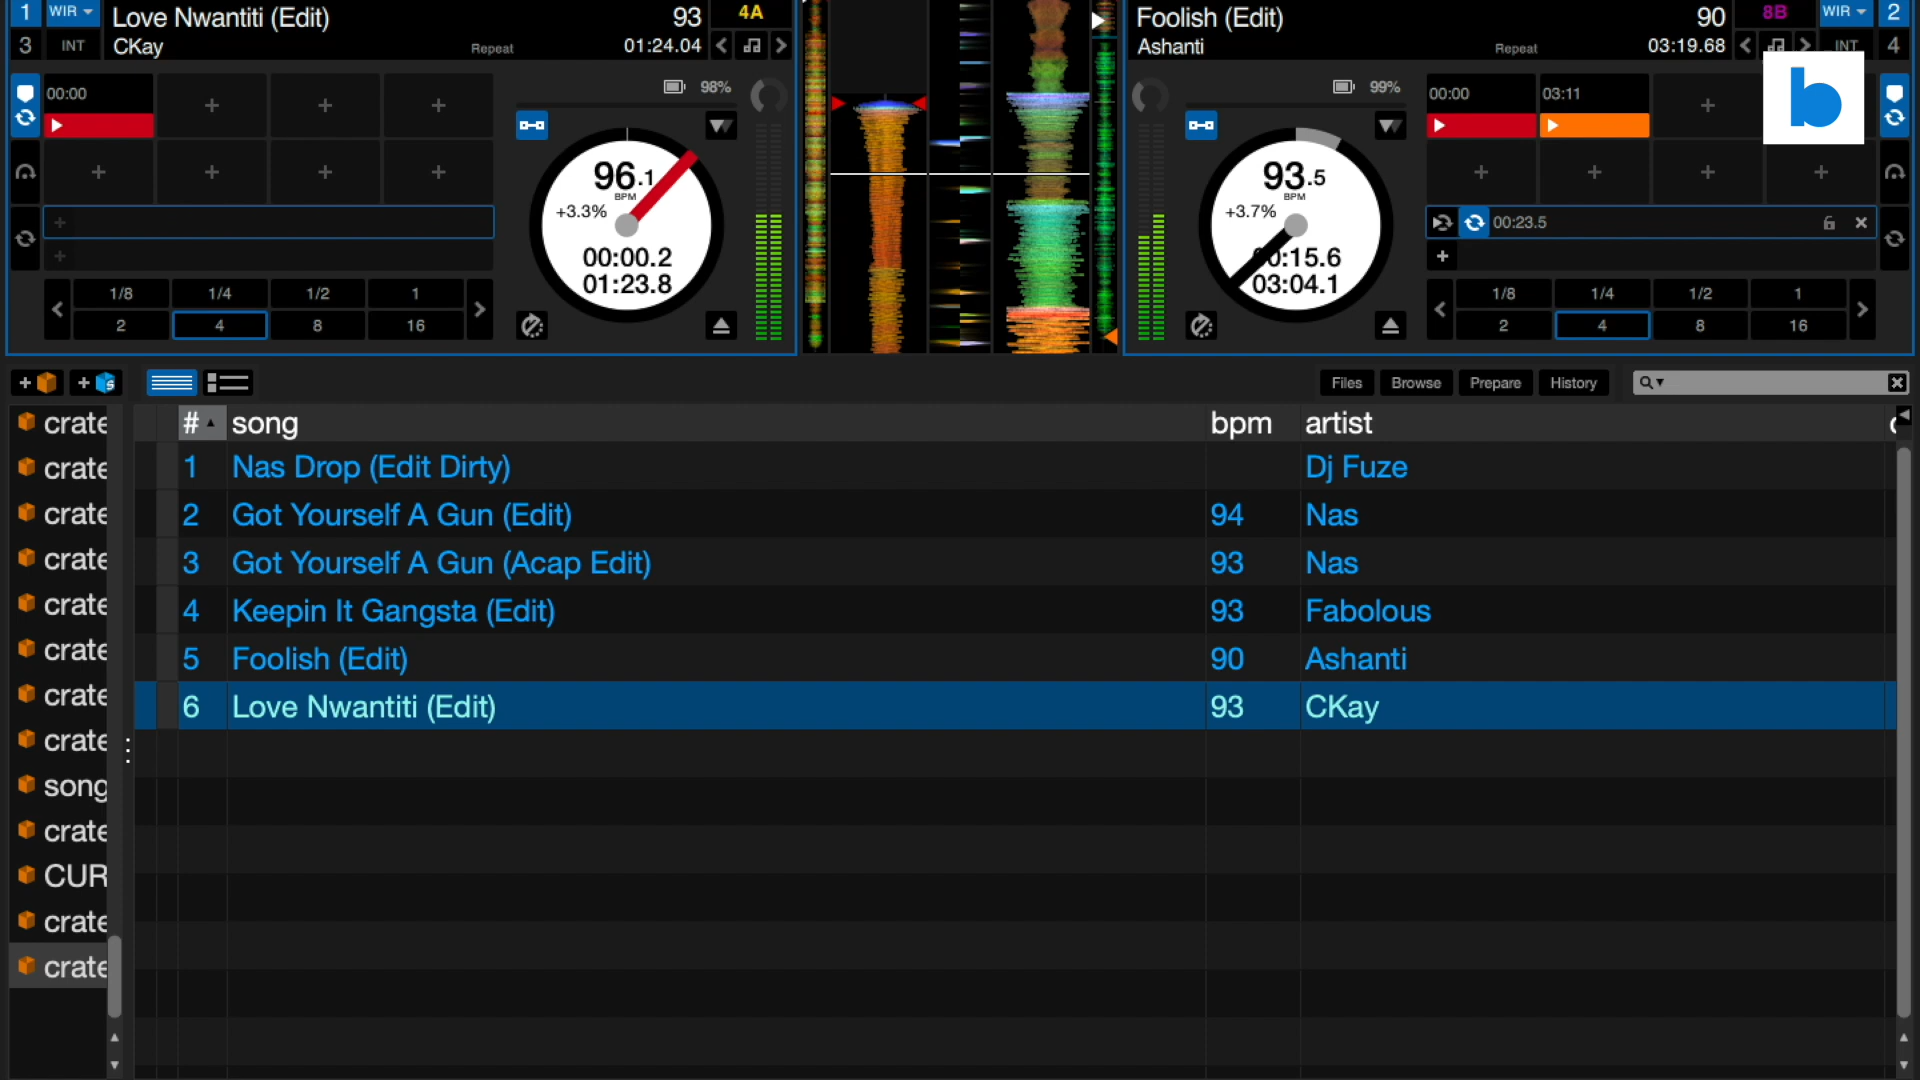 1 WIR Love Nwantiti (Edit) 93 4A
3 INT CKay Repeat 01:24.04
00:00
98%
96.1
BPM
+3.3%
00:00.2
01:23.8
1/8 1/4 1/2 1
2 4 8 16
Foolish (Edit) 90 8B WIR 2
Ashanti Repeat 03:19.68 INT 4
99%
00:00 03:11
b
93.5
BPM
+3.7%
00:15.6
03:04.1
00:23.5
1/8 1/4 1/2 1
2 4 8 16
Files Browse Prepare History
# song bpm artist
1 Nas Drop (Edit Dirty) Dj Fuze
2 Got Yourself A Gun (Edit) 94 Nas
3 Got Yourself A Gun (Acap Edit) 93 Nas
4 Keepin It Gangsta (Edit) 93 Fabolous
5 Foolish (Edit) 90 Ashanti
6 Love Nwantiti (Edit) 93 CKay
crate
crate
crate
crate
crate
crate
crate
crate
song
crate
CUR
crate
crate